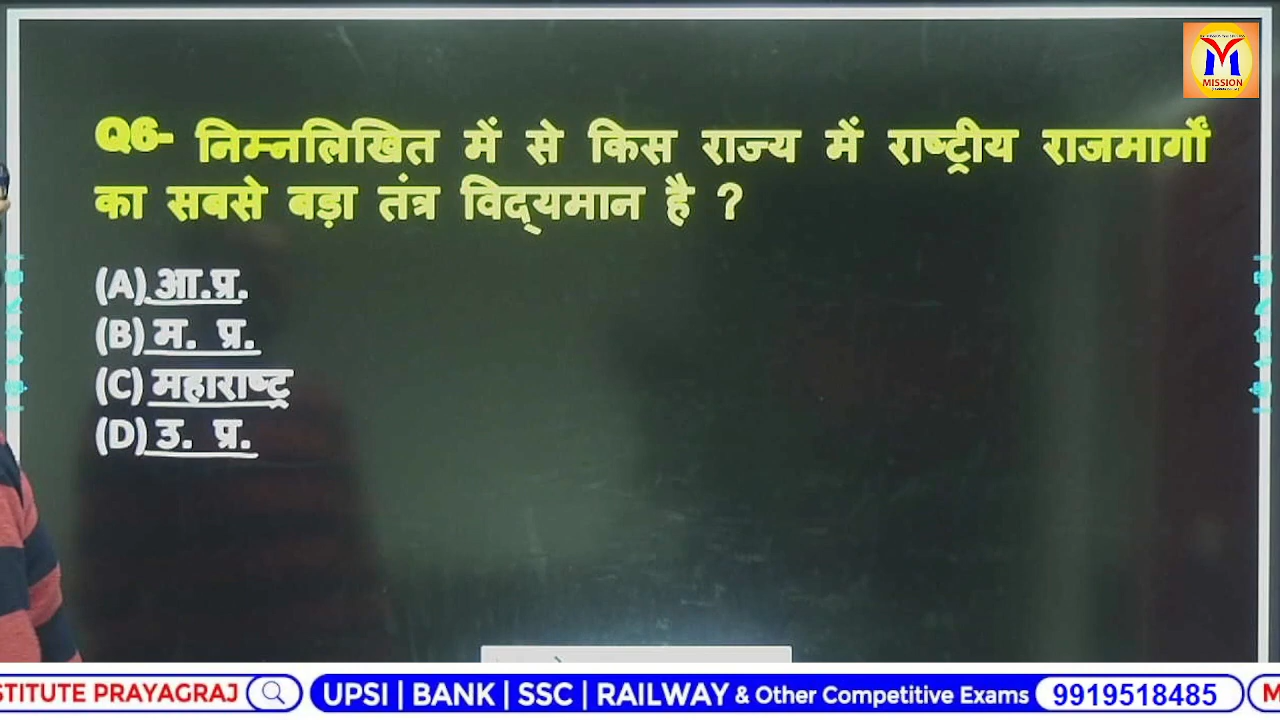 MISSION
Q6- निम्नलिखित में से किस राज्य में राष्ट्रीय राजमार्गों
का सबसे बड़ा तंत्र विद्यमान है ?
(A) आ.प्र.
(B) म. प्र.
(C) महाराष्ट्र
(D) उ. प्र.
STITUTE PRAYAGRAJ UPSI | BANK | SSC | RAILWAY & Other Competitive Exams 9919518485 M